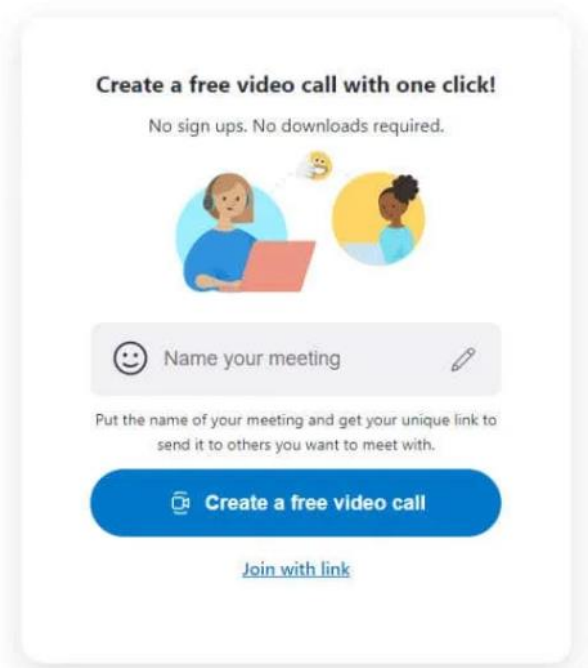 Create a free video call with one click!
No sign ups. No downloads required.
Name your meeting
Put the name of your meeting and get your unique link to
send it to others you want to meet with.
Create a free video call
Join with link